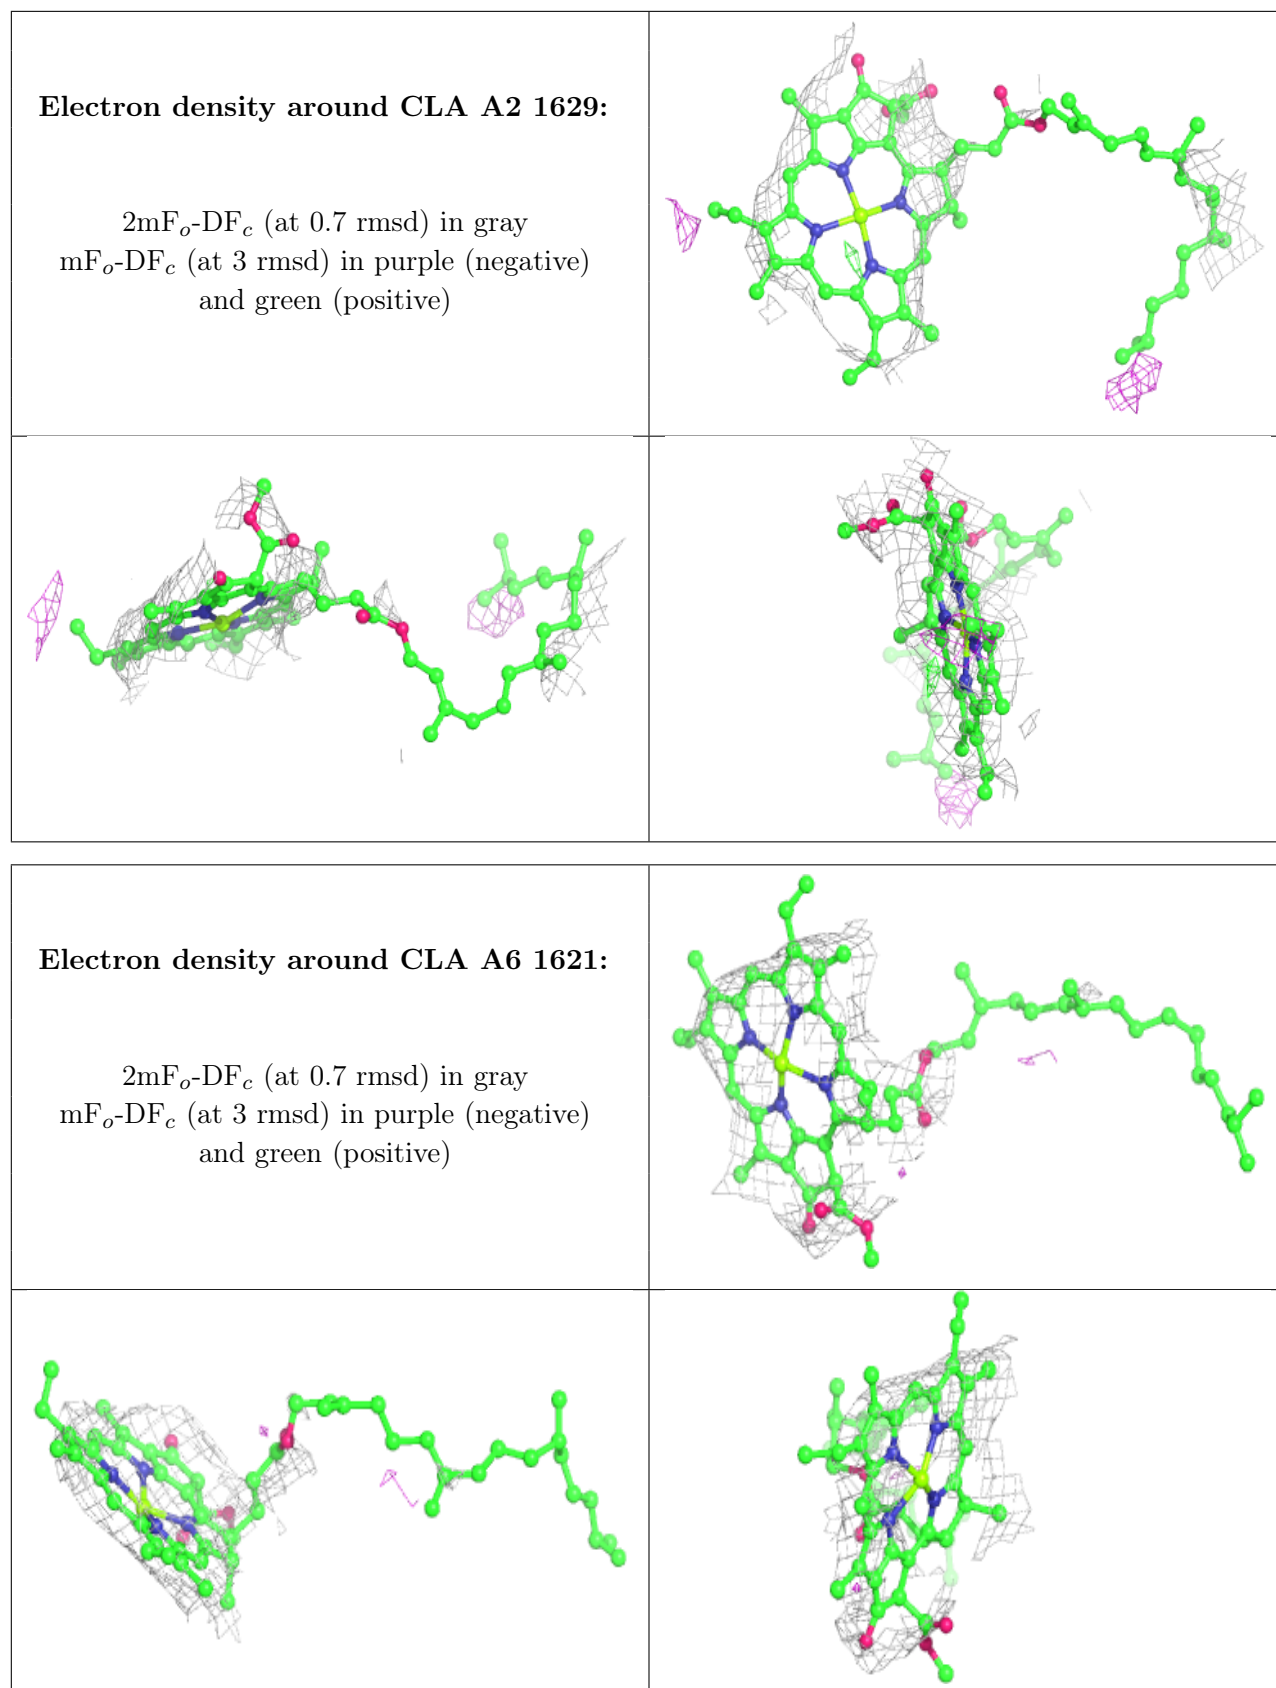 Electron density around CLA A2 1629:
2mFₒ-DF𝑐 (at 0.7 rmsd) in gray
mFₒ-DF𝑐 (at 3 rmsd) in purple (negative)
and green (positive)
Electron density around CLA A6 1621:
2mFₒ-DF𝑐 (at 0.7 rmsd) in gray
mFₒ-DF𝑐 (at 3 rmsd) in purple (negative)
and green (positive)